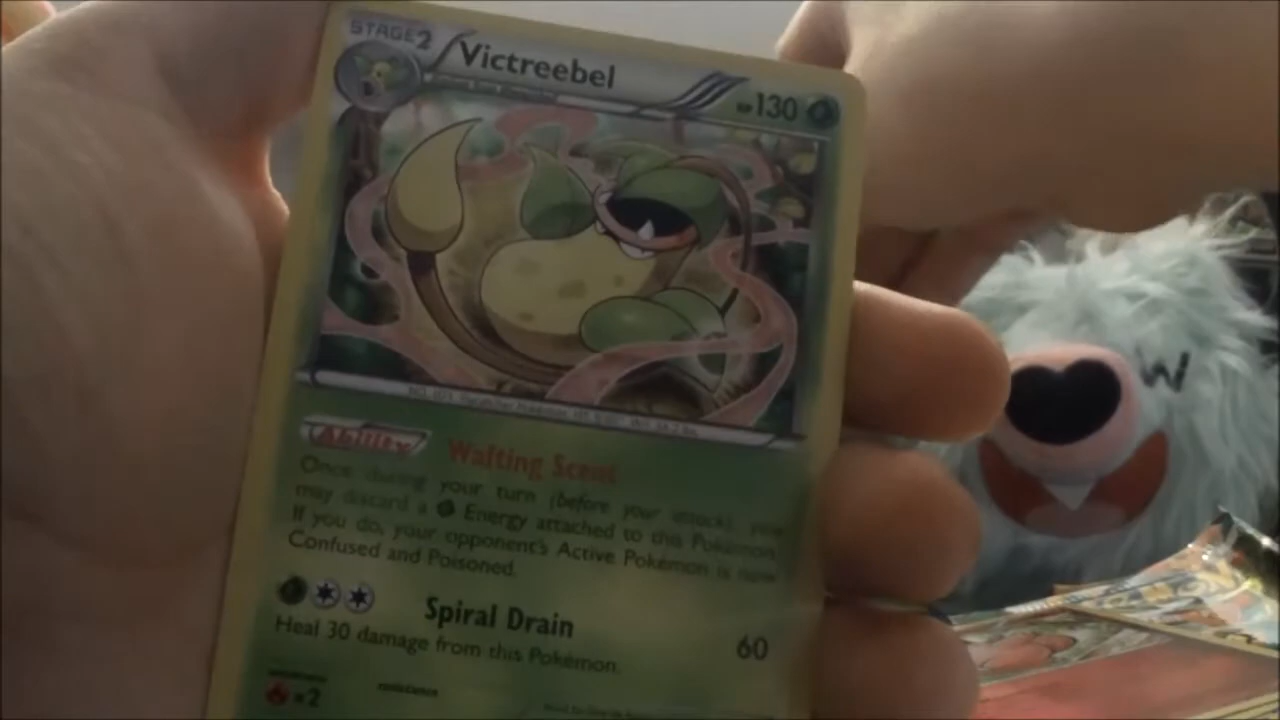 STAGE2
Victreebel
HP130
Ability Wafting Scent
Once during your turn (before your attack), you
may discard a Energy attached to this Pokémon.
If you do, your opponent's Active Pokémon is now
Confused and Poisoned.
Spiral Drain 60
Heal 30 damage from this Pokémon.
weakness resistance
×2